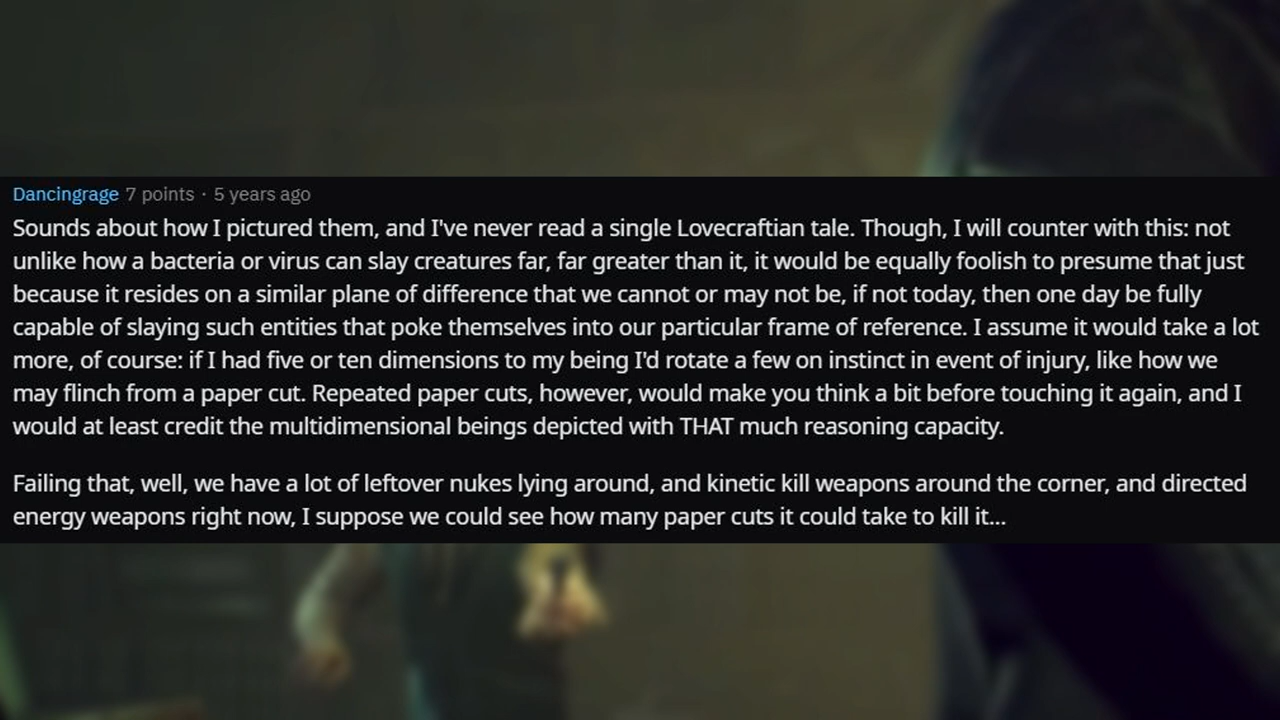 Dancingrage 7 points · 5 years ago
Sounds about how I pictured them, and I've never read a single Lovecraftian tale. Though, I will counter with this: not
unlike how a bacteria or virus can slay creatures far, far greater than it, it would be equally foolish to presume that just
because it resides on a similar plane of difference that we cannot or may not be, if not today, then one day be fully
capable of slaying such entities that poke themselves into our particular frame of reference. I assume it would take a lot
more, of course: if I had five or ten dimensions to my being I'd rotate a few on instinct in event of injury, like how we
may flinch from a paper cut. Repeated paper cuts, however, would make you think a bit before touching it again, and I
would at least credit the multidimensional beings depicted with THAT much reasoning capacity.
Failing that, well, we have a lot of leftover nukes lying around, and kinetic kill weapons around the corner, and directed
energy weapons right now, I suppose we could see how many paper cuts it could take to kill it...